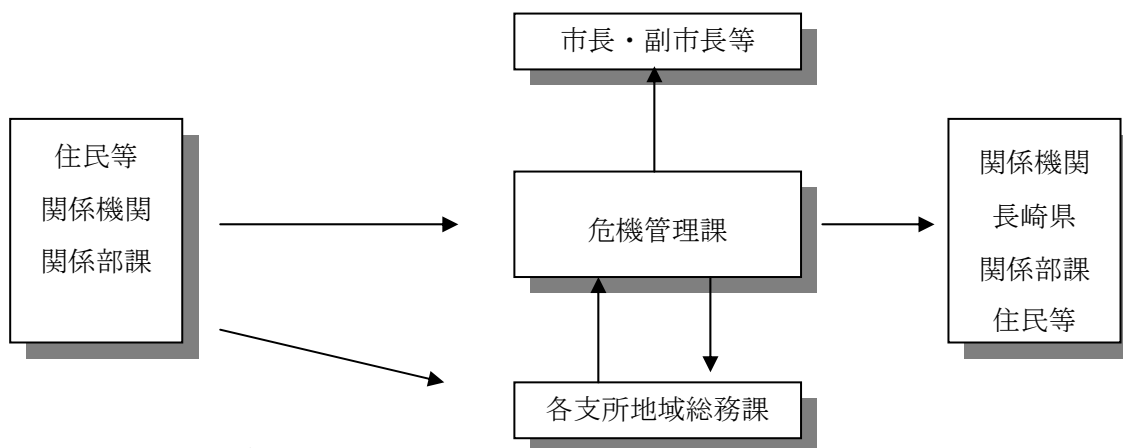 市長・副市長等
住民等
関係機関
関係部課
危機管理課
関係機関
長崎県
関係部課
住民等
各支所地域総務課